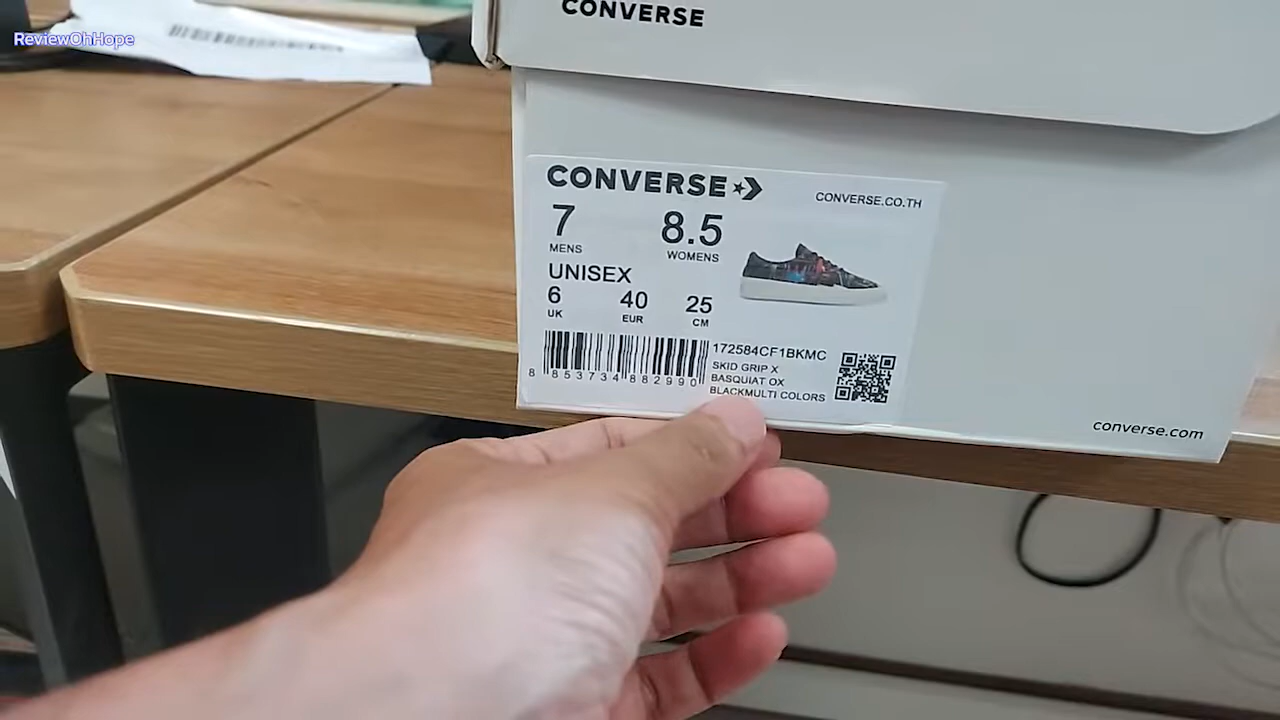 ReviewOhHope
CONVERSE
CONVERSE
CONVERSE.CO.TH
7 8.5
MENS WOMENS
UNISEX
6 40 25
UK EUR CM
172584CF1BKMC
SKID GRIP X
BASQUIAT OX
BLACKMULTI COLORS
8 853734 882990
converse.com